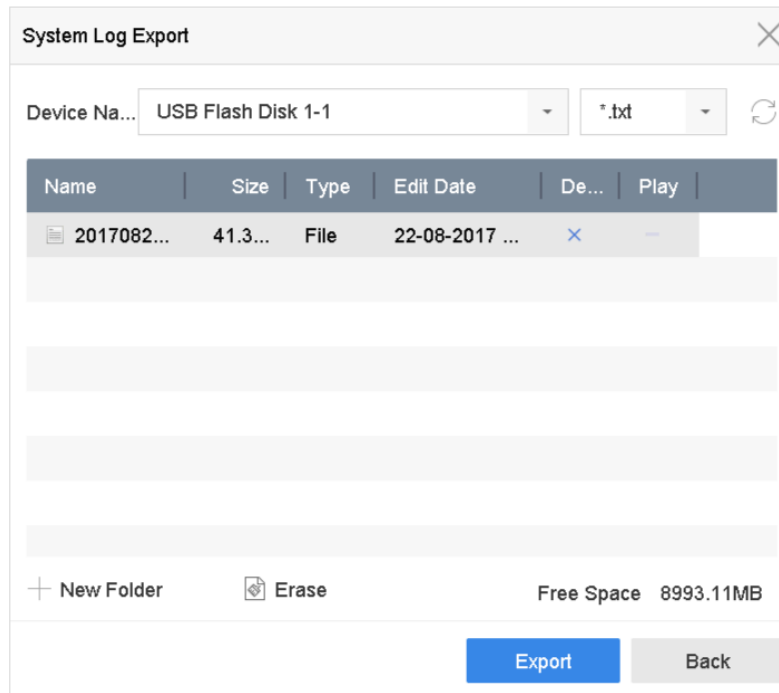 System Log Export
Device Na... USB Flash Disk 1-1 *.txt
Name Size Type Edit Date De... Play
2017082... 41.3... File 22-08-2017 ...
New Folder Erase Free Space 8993.11MB
Export Back